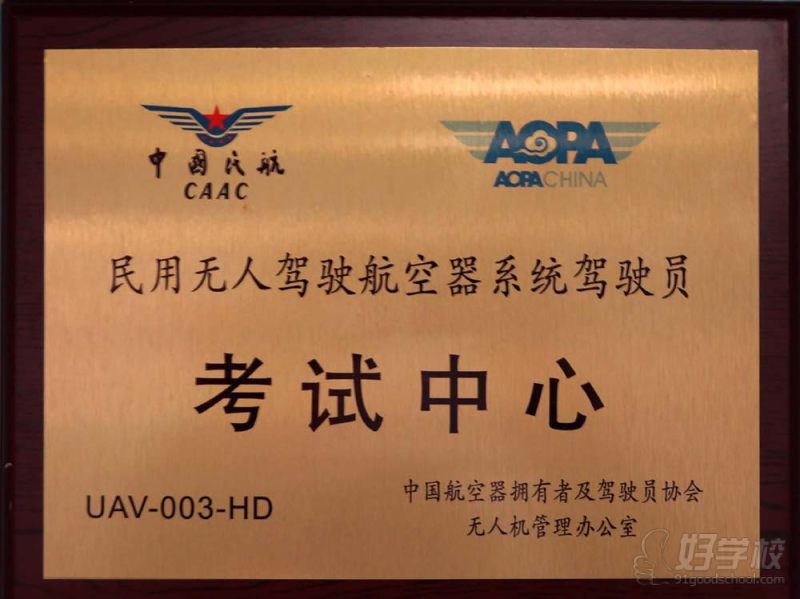 中国民航
CAAC
AOPA
AOPA CHINA
民用无人驾驶航空器系统驾驶员
考试中心
UAV-003-HD
中国航空器拥有者及驾驶员协会
无人机管理办公室
好学校
91goodschool.com